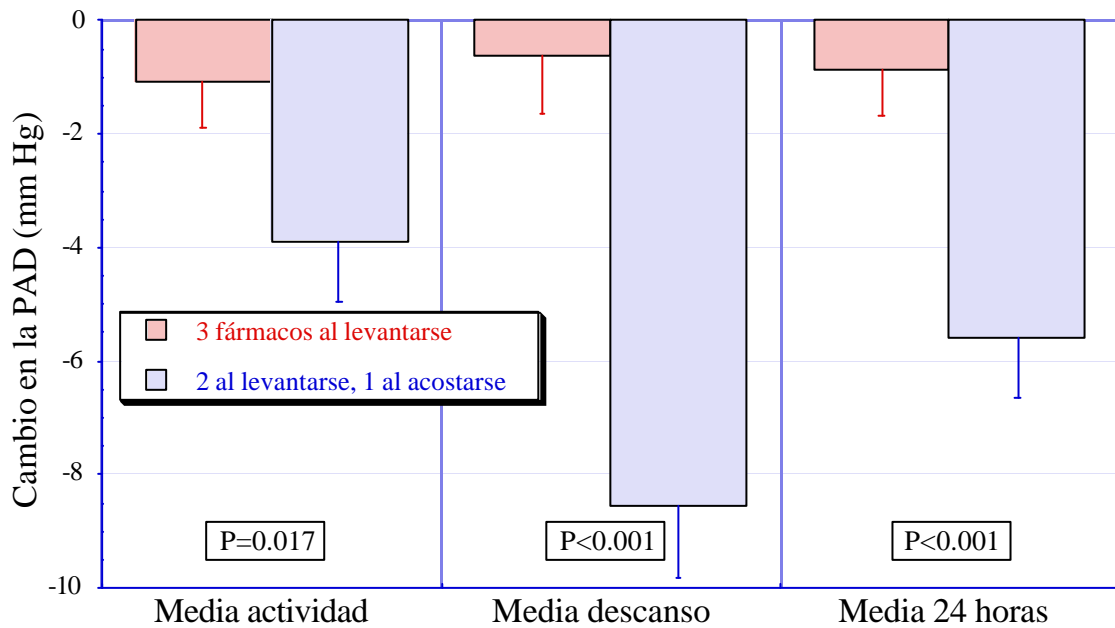 Cambio en la PAD (mm Hg)
0
-2
-4
-6
-8
-10
3 fármacos al levantarse
2 al levantarse, 1 al acostarse
P=0.017
P<0.001
P<0.001
Media actividad
Media descanso
Media 24 horas